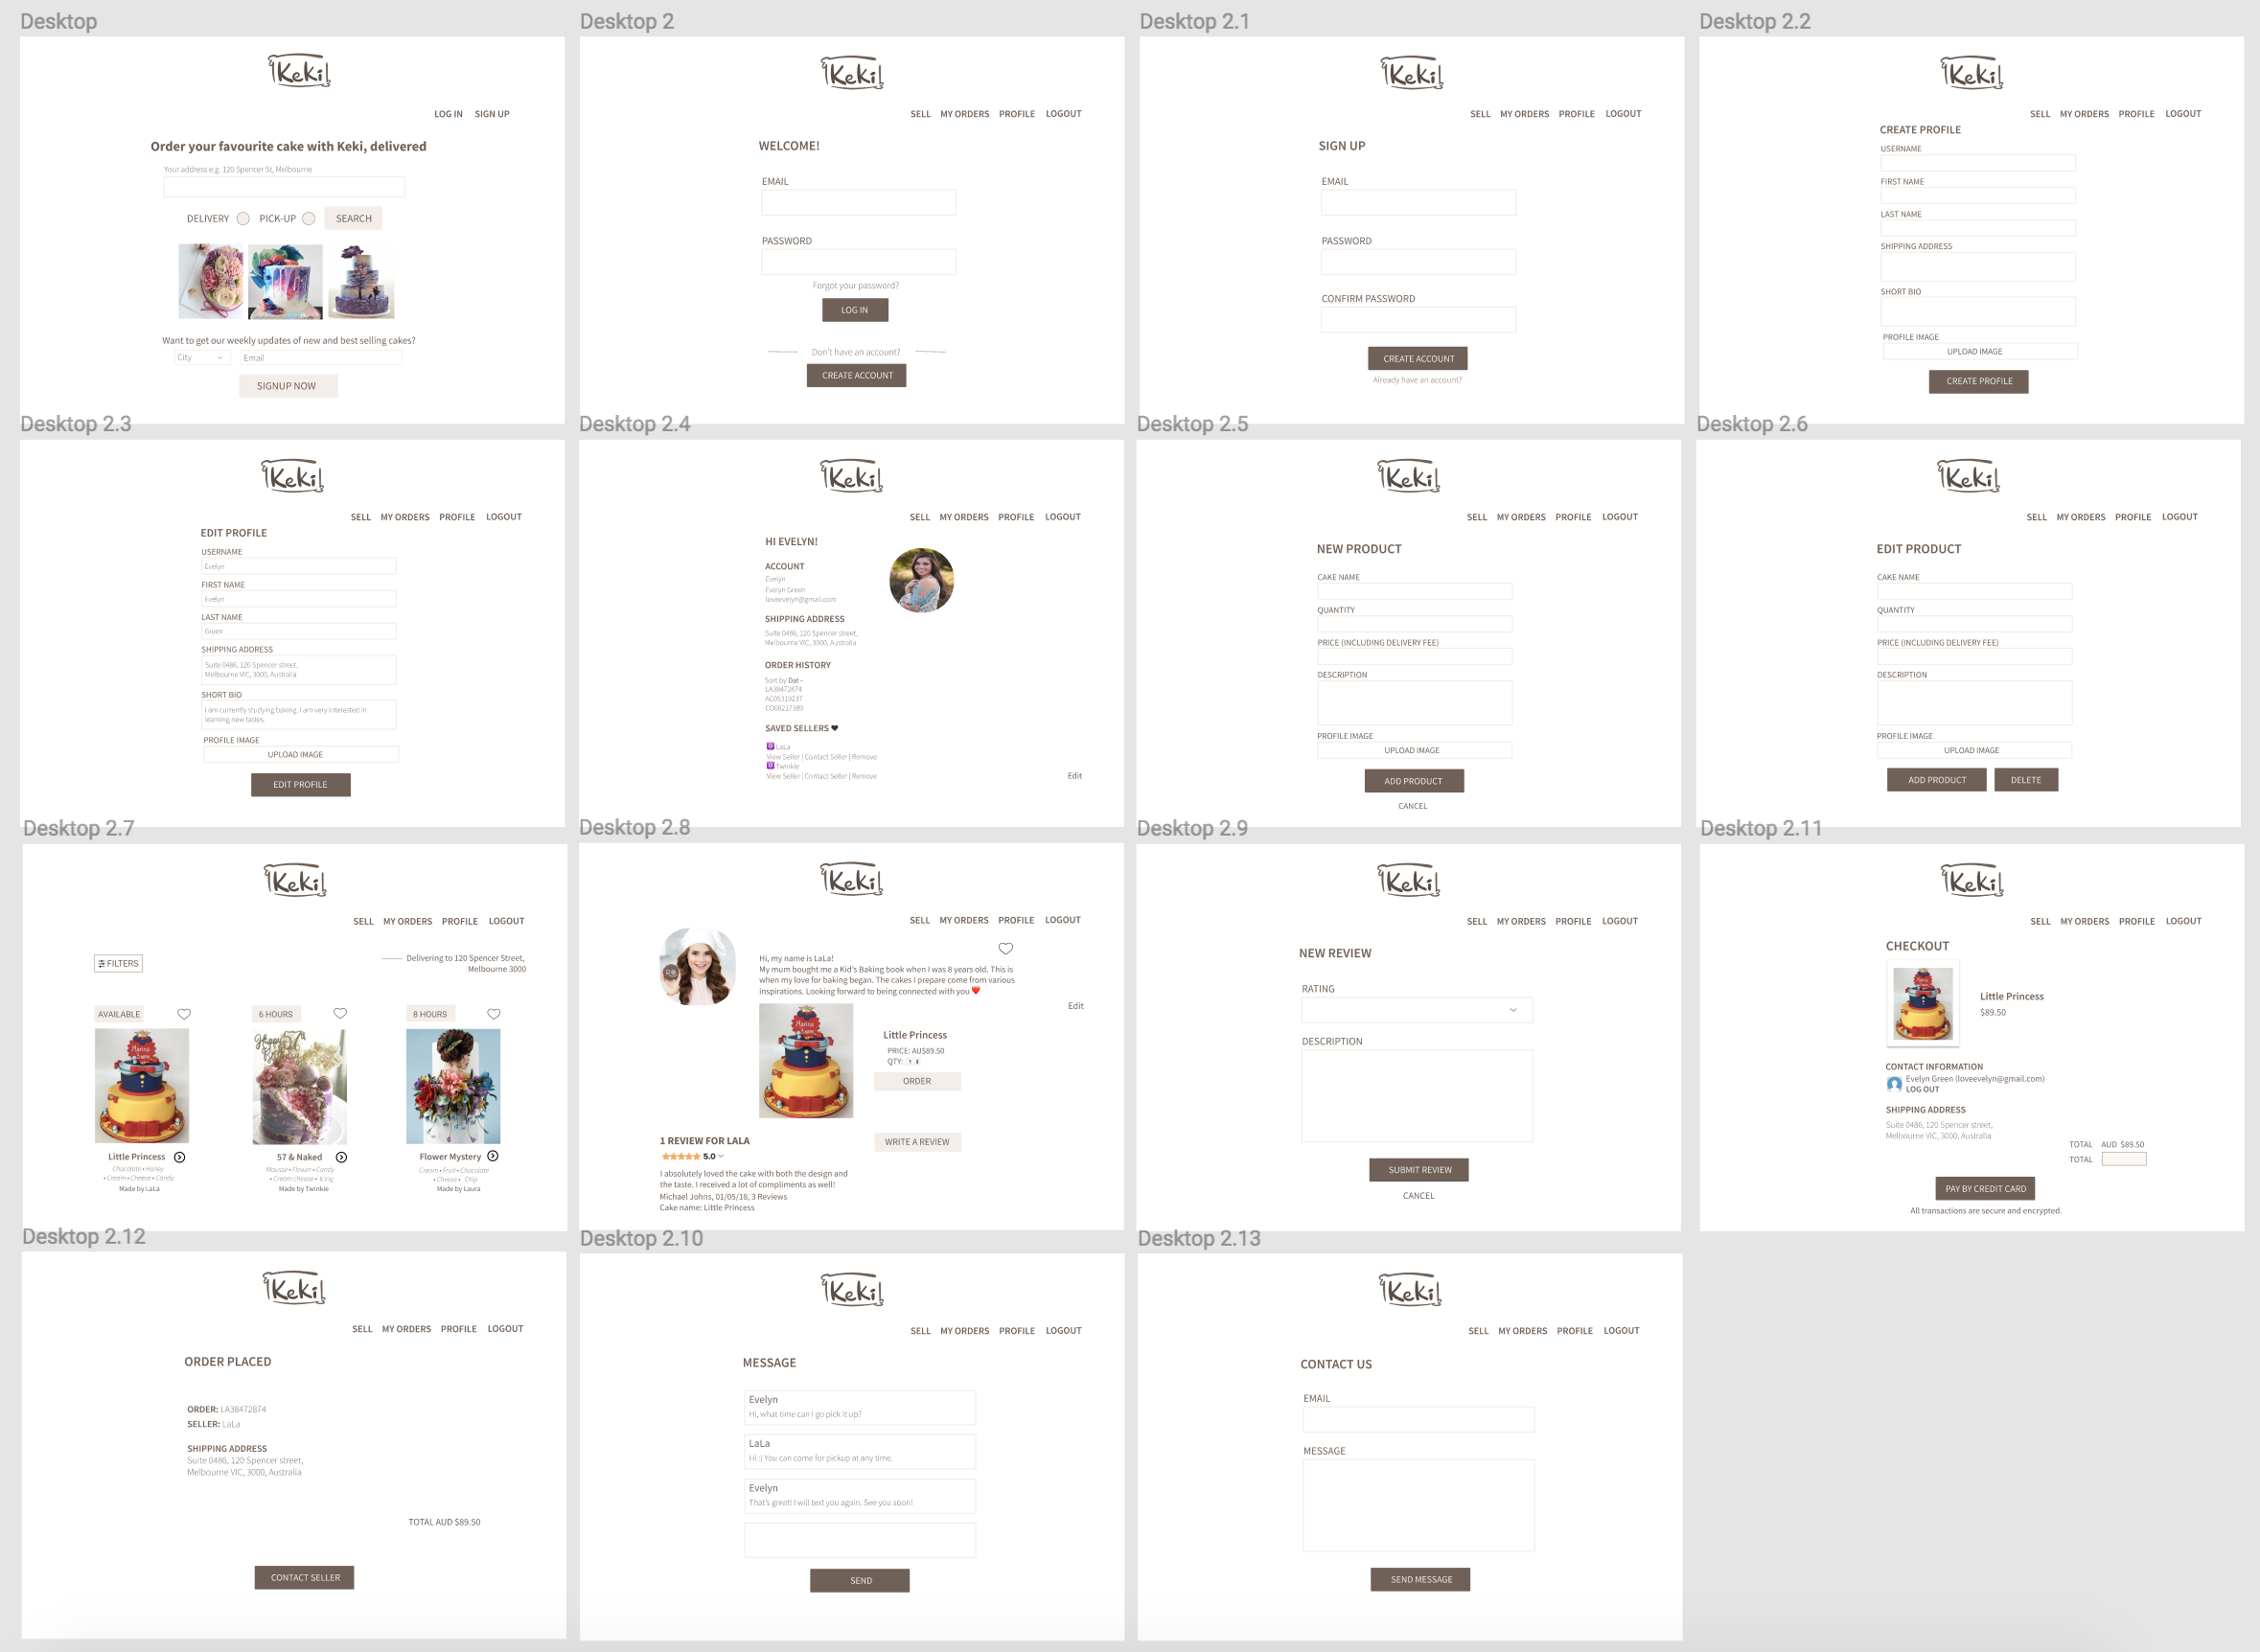 Desktop
Keki
LOG IN SIGN UP
Order your favourite cake with Keki, delivered
Your address e.g. 120 Spencer St, Melbourne
DELIVERY PICK-UP SEARCH
Want to get our weekly updates of new and best selling cakes?
City Email
SIGNUP NOW
Desktop 2
Keki
SELL MY ORDERS PROFILE LOGOUT
WELCOME!
EMAIL
PASSWORD
Forgot your password?
LOG IN
Don't have an account?
CREATE ACCOUNT
Desktop 2.1
Keki
SELL MY ORDERS PROFILE LOGOUT
SIGN UP
EMAIL
PASSWORD
CONFIRM PASSWORD
CREATE ACCOUNT
Already have an account?
Desktop 2.2
Keki
SELL MY ORDERS PROFILE LOGOUT
CREATE PROFILE
USERNAME
FIRST NAME
LAST NAME
SHIPPING ADDRESS
SHORT BIO
PROFILE IMAGE
UPLOAD IMAGE
CREATE PROFILE
Desktop 2.3
Keki
SELL MY ORDERS PROFILE LOGOUT
EDIT PROFILE
USERNAME
Evelyn
FIRST NAME
Evelyn
LAST NAME
Green
SHIPPING ADDRESS
Suite 0486, 120 Spencer street,
Melbourne VIC, 3000, Australia
SHORT BIO
I am currently studying baking. I am very interested in
learning new tastes.
PROFILE IMAGE
UPLOAD IMAGE
EDIT PROFILE
Desktop 2.4
Keki
SELL MY ORDERS PROFILE LOGOUT
HI EVELYN!
ACCOUNT
Evelyn
Evelyn Green
loveevelyn@gmail.com
SHIPPING ADDRESS
Suite 0486, 120 Spencer street,
Melbourne VIC, 3000, Australia
ORDER HISTORY
Sort by Dat -
LA38472874
AC05319237
CO08217389
SAVED SELLERS ♥
LaLa
View Seller | Contact Seller | Remove
Twinkie
View Seller | Contact Seller | Remove
Edit
Desktop 2.5
Keki
SELL MY ORDERS PROFILE LOGOUT
NEW PRODUCT
CAKE NAME
QUANTITY
PRICE (INCLUDING DELIVERY FEE)
DESCRIPTION
PROFILE IMAGE
UPLOAD IMAGE
ADD PRODUCT
CANCEL
Desktop 2.6
Keki
SELL MY ORDERS PROFILE LOGOUT
EDIT PRODUCT
CAKE NAME
QUANTITY
PRICE (INCLUDING DELIVERY FEE)
DESCRIPTION
PROFILE IMAGE
UPLOAD IMAGE
ADD PRODUCT DELETE
Desktop 2.7
Keki
SELL MY ORDERS PROFILE LOGOUT
FILTERS
Delivering to 120 Spencer Street,
Melbourne 3000
AVAILABLE 6 HOURS 8 HOURS
Little Princess
Chocolate • Honey
• Cream • Cheese • Candy
Made by LaLa
57 & Naked
Mousse • Flower • Candy
• Cream cheese • Icing
Made by Twinkie
Flower Mystery
Cream • Fruit • Chocolate
• Cheese • Chip
Made by Laura
Desktop 2.8
Keki
SELL MY ORDERS PROFILE LOGOUT
Hi, my name is LaLa!
My mum bought me a Kid's Baking book when I was 8 years old. This is
when my love for baking began. The cakes I prepare come from various
inspirations. Looking forward to being connected with you ❤️
Edit
Little Princess
PRICE: AU$89.50
QTY: 1
ORDER
1 REVIEW FOR LALA
WRITE A REVIEW
5.0
I absolutely loved the cake with both the design and
the taste. I received a lot of compliments as well!
Michael Johns, 01/05/18, 3 Reviews
Cake name: Little Princess
Desktop 2.9
Keki
SELL MY ORDERS PROFILE LOGOUT
NEW REVIEW
RATING
DESCRIPTION
SUBMIT REVIEW
CANCEL
Desktop 2.11
Keki
SELL MY ORDERS PROFILE LOGOUT
CHECKOUT
Little Princess
$89.50
CONTACT INFORMATION
Evelyn Green (loveevelyn@gmail.com)
LOG OUT
SHIPPING ADDRESS
Suite 0486, 120 Spencer street,
Melbourne VIC, 3000, Australia
TOTAL AUD $89.50
TOTAL
PAY BY CREDIT CARD
All transactions are secure and encrypted.
Desktop 2.12
Keki
SELL MY ORDERS PROFILE LOGOUT
ORDER PLACED
ORDER: LA38472874
SELLER: LaLa
SHIPPING ADDRESS
Suite 0486, 120 Spencer street,
Melbourne VIC, 3000, Australia
TOTAL AUD $89.50
CONTACT SELLER
Desktop 2.10
Keki
SELL MY ORDERS PROFILE LOGOUT
MESSAGE
Evelyn
Hi, what time can I go pick it up?
LaLa
Hi :) You can come for pickup at any time.
Evelyn
That's great! I will text you again. See you soon!
SEND
Desktop 2.13
Keki
SELL MY ORDERS PROFILE LOGOUT
CONTACT US
EMAIL
MESSAGE
SEND MESSAGE